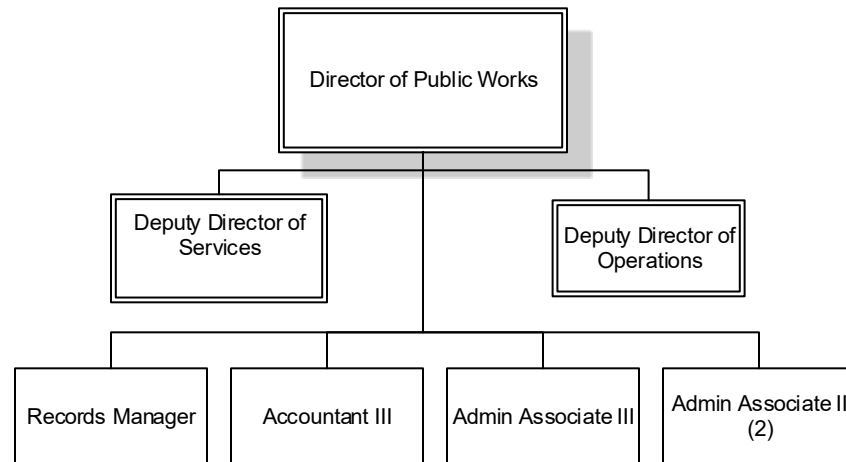 Director of Public Works
Deputy Director of
Services
Deputy Director of
Operations
Records Manager
Accountant III
Admin Associate III
Admin Associate II
(2)